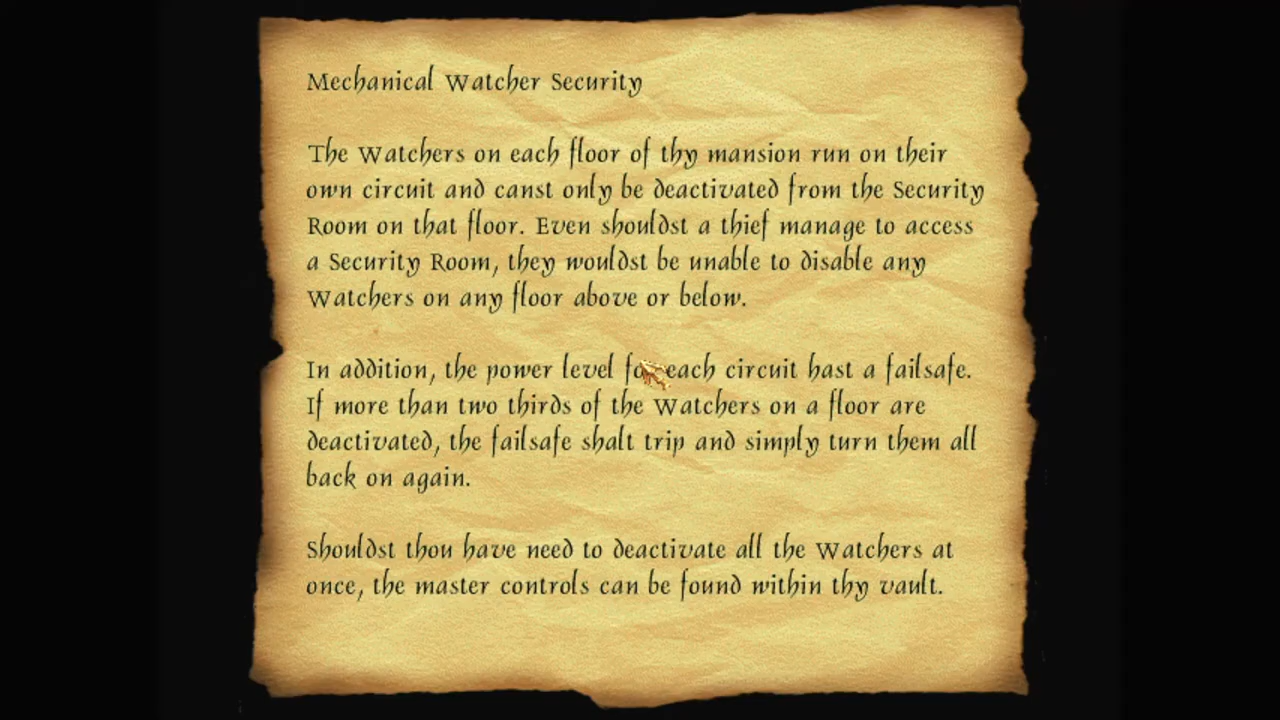 Mechanical Watcher Security
The Watchers on each floor of thy mansion run on their
own circuit and canst only be deactivated from the Security
Room on that floor. Even shouldst a thief manage to access
a Security Room, they wouldst be unable to disable any
Watchers on any floor above or below.
In addition, the power level for each circuit hast a failsafe.
If more than two thirds of the Watchers on a floor are
deactivated, the failsafe shalt trip and simply turn them all
back on again.
Shouldst thou have need to deactivate all the Watchers at
once, the master controls can be found within thy vault.